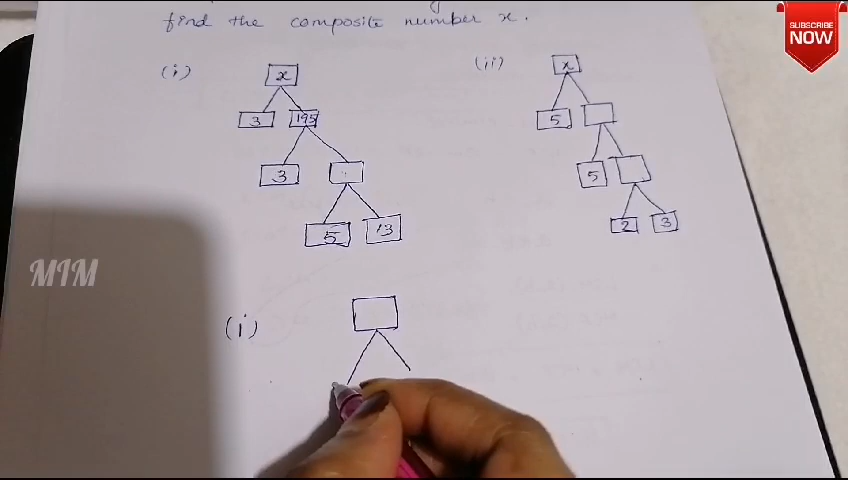 find the composite number x.
(i)
x
3 195
3
5 13
(ii)
x
5
5
2 3
(i)
MIM
SUBSCRIBE
NOW